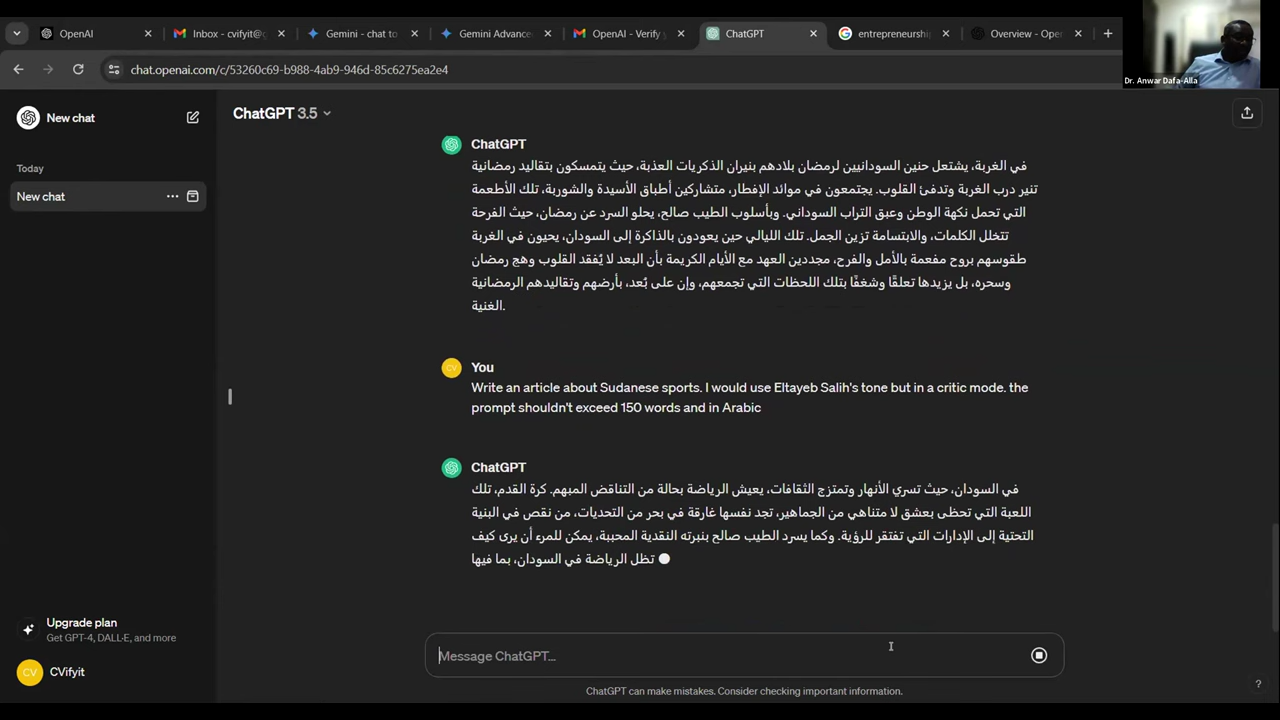 OpenAI
Inbox - cvifyit@g
Gemini - chat to
Gemini Advance
OpenAI - Verify y
ChatGPT
entrepreneurship
Overview - Open
Dr. Anwar Dafa-Alla
chat.openai.com/c/53260c69-b988-4ab9-946d-85c6275ea2e4
New chat
ChatGPT 3.5
Today
New chat
ChatGPT
في الغربة، يشتعل حنين السودانيين لرمضان بلادهم بنيران الذكريات العذبة، حيث يتمسكون بتقاليد رمضانية
تنير درب الغربة وتدفئ القلوب. يجتمعون في موائد الإفطار، متشاركين أطباق الأسيدة والشوربة، تلك الأطعمة
التي تحمل نكهة الوطن وعبق التراب السوداني. وبأسلوب الطيب صالح، يحلو السرد عن رمضان، حيث الفرحة
تتخلل الكلمات، والابتسامة تزين الجمل. تلك الليالي حين يعودون بالذاكرة إلى السودان، يحيون في الغربة
طقوسهم بروح مفعمة بالأمل والفرح، مجددين العهد مع الأيام الكريمة بأن البعد لا يُفقد القلوب وهج رمضان
وسحره، بل يزيدها تعلقًا وشغفًا بتلك اللحظات التي تجمعهم، وإن على بُعد، بأرضهم وتقاليدهم الرمضانية
الغنية.
You
Write an article about Sudanese sports. I would use Eltayeb Salih's tone but in a critic mode. the
prompt shouldn't exceed 150 words and in Arabic
ChatGPT
في السودان، حيث تسري الأنهار وتمتزج الثقافات، يعيش الرياضة بحالة من التناقض المبهم. كرة القدم، تلك
اللعبة التي تحظى بعشق لا متناهي من الجماهير، تجد نفسها غارقة في بحر من التحديات، من نقص في البنية
التحتية إلى الإدارات التي تفتقر للرؤية. وكما يسرد الطيب صالح بنبرته النقدية المحببة، يمكن للمرء أن يرى كيف
تظل الرياضة في السودان، بما فيها
Upgrade plan
Get GPT-4, DALL·E, and more
CV
CVifyit
Message ChatGPT...
ChatGPT can make mistakes. Consider checking important information.
?